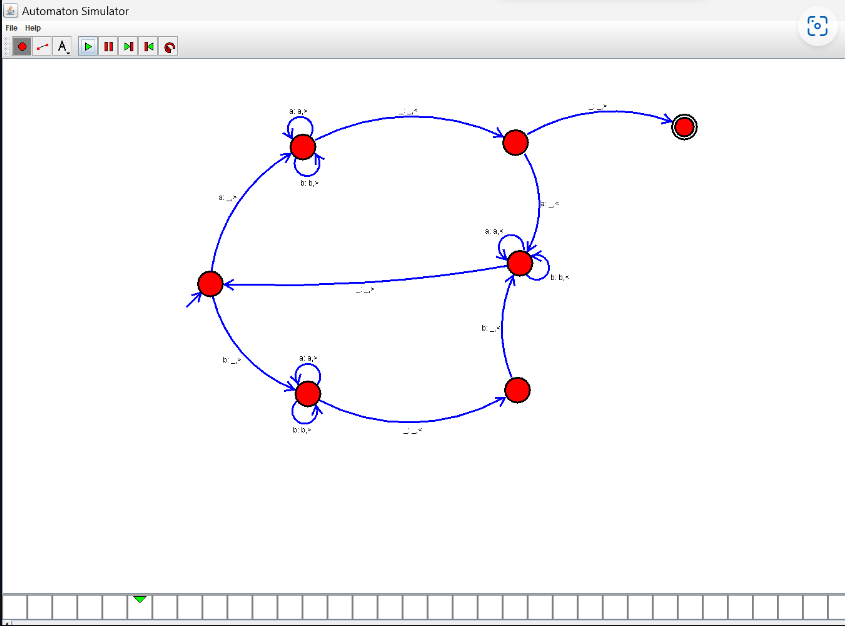 Automaton Simulator
File Help
A
a: a,>
_: _,<
_: _,>
b: b,>
a: _,>
a: _,<
a: a,<
b: b,<
_: _,>
b: _,<
b: _,>
a: a,>
b: b,>
_: _,<